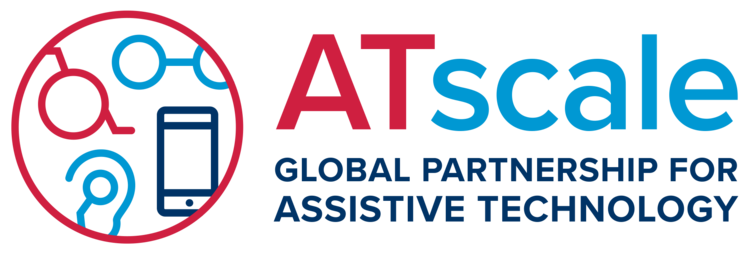 ATscale
GLOBAL PARTNERSHIP FOR
ASSISTIVE TECHNOLOGY